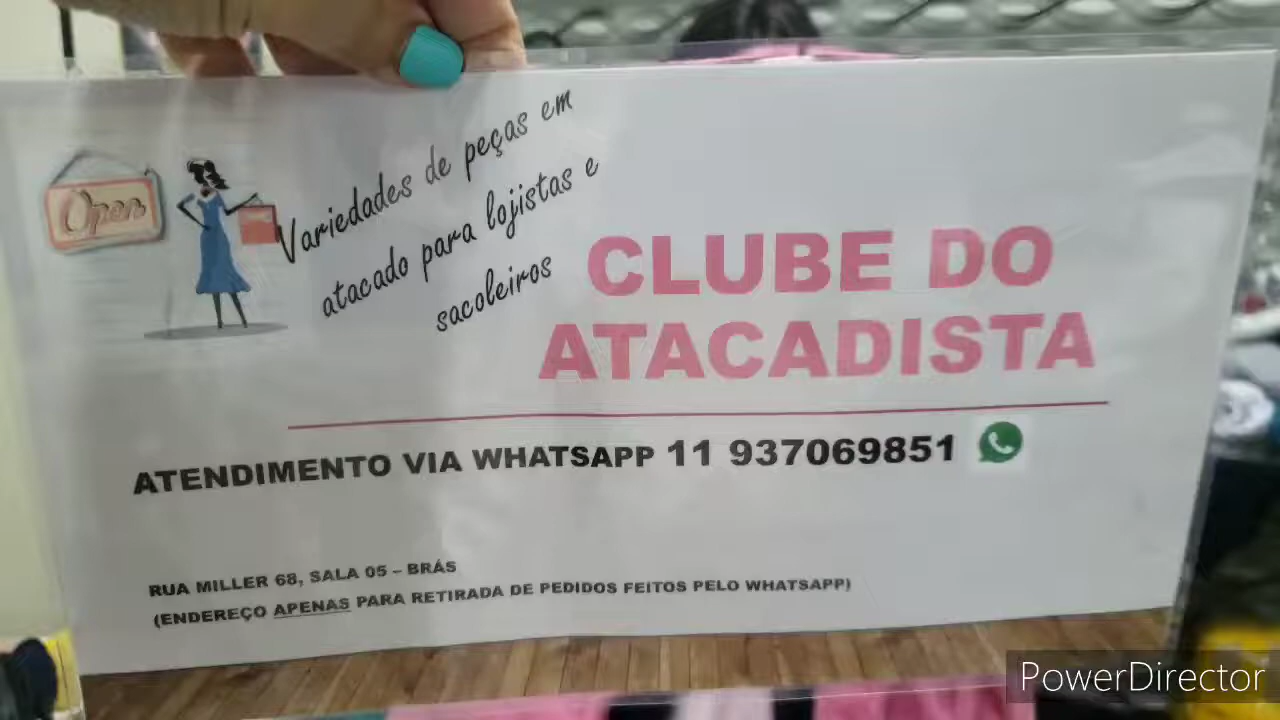 Open
Variedades de peças em
atacado para lojistas e
sacoleiros
CLUBE DO
ATACADISTA
ATENDIMENTO VIA WHATSAPP 11 937069851
RUA MILLER 68, SALA 05 – BRÁS
(ENDEREÇO APENAS PARA RETIRADA DE PEDIDOS FEITOS PELO WHATSAPP)
PowerDirector